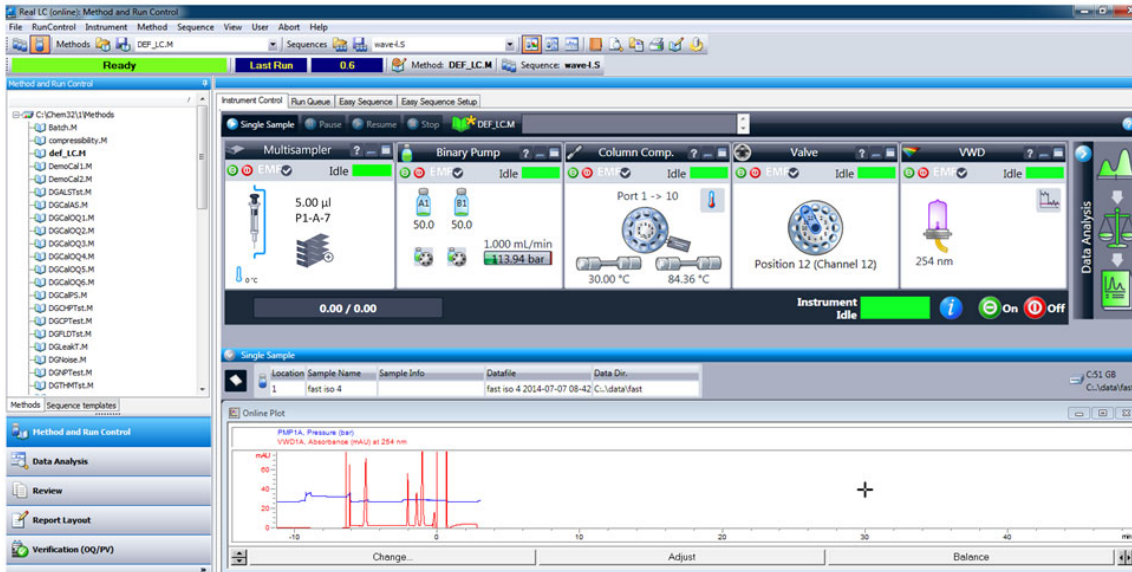 Real LC (online): Method and Run Control
File RunControl Instrument Method Sequence View User Abort Help
Methods DEF_LC.M Sequences wave-I.S
Ready Last Run 0.6 Method: DEF_LC.M Sequence: wave-I.S
Method and Run Control
Instrument Control Run Queue Easy Sequence Easy Sequence Setup
C:\Chem32\1\Methods
Batch.M
compressibility.M
def_LC.M
DemoCal1.M
DemoCal2.M
DGALSTst.M
DGCalAS.M
DGCalOQ1.M
DGCalOQ2.M
DGCalOQ3.M
DGCalOQ4.M
DGCalOQ5.M
DGCalOQ6.M
DGCalPS.M
DGCHPTst.M
DGCPTest.M
DGFLDTst.M
DGLeakT.M
DGNoise.M
DGNPTest.M
DGTHMTst.M
Methods Sequence templates
Method and Run Control
Data Analysis
Review
Report Layout
Verification (OQ/PV)
Single Sample Pause Resume Stop DEF_LC.M
Multisampler ? Binary Pump ? Column Comp. ? Valve ? VWD ?
EMF Idle EMF Idle EMF Idle EMF Idle EMF Idle
5.00 µl
P1-A-7
0 °C
A1 B1
50.0 50.0
1.000 mL/min
113.94 bar
Port 1 -> 10
30.00 °C 84.36 °C
12
Position 12 (Channel 12)
254 nm
Data Analysis
0.00 / 0.00
Instrument
Idle
On Off
Single Sample
Location Sample Name Sample Info Datafile Data Dir.
1 fast iso 4 fast iso 4 2014-07-07 08-42 C:..\data\fast
C:51 GB
C:..\data\fast
Online Plot
PMP1A, Pressure (bar)
VWD1A, Absorbance (mAU) at 254 nm
mAU
60
40
20
0
-10 0 10 20 30 40 min
Change... Adjust Balance